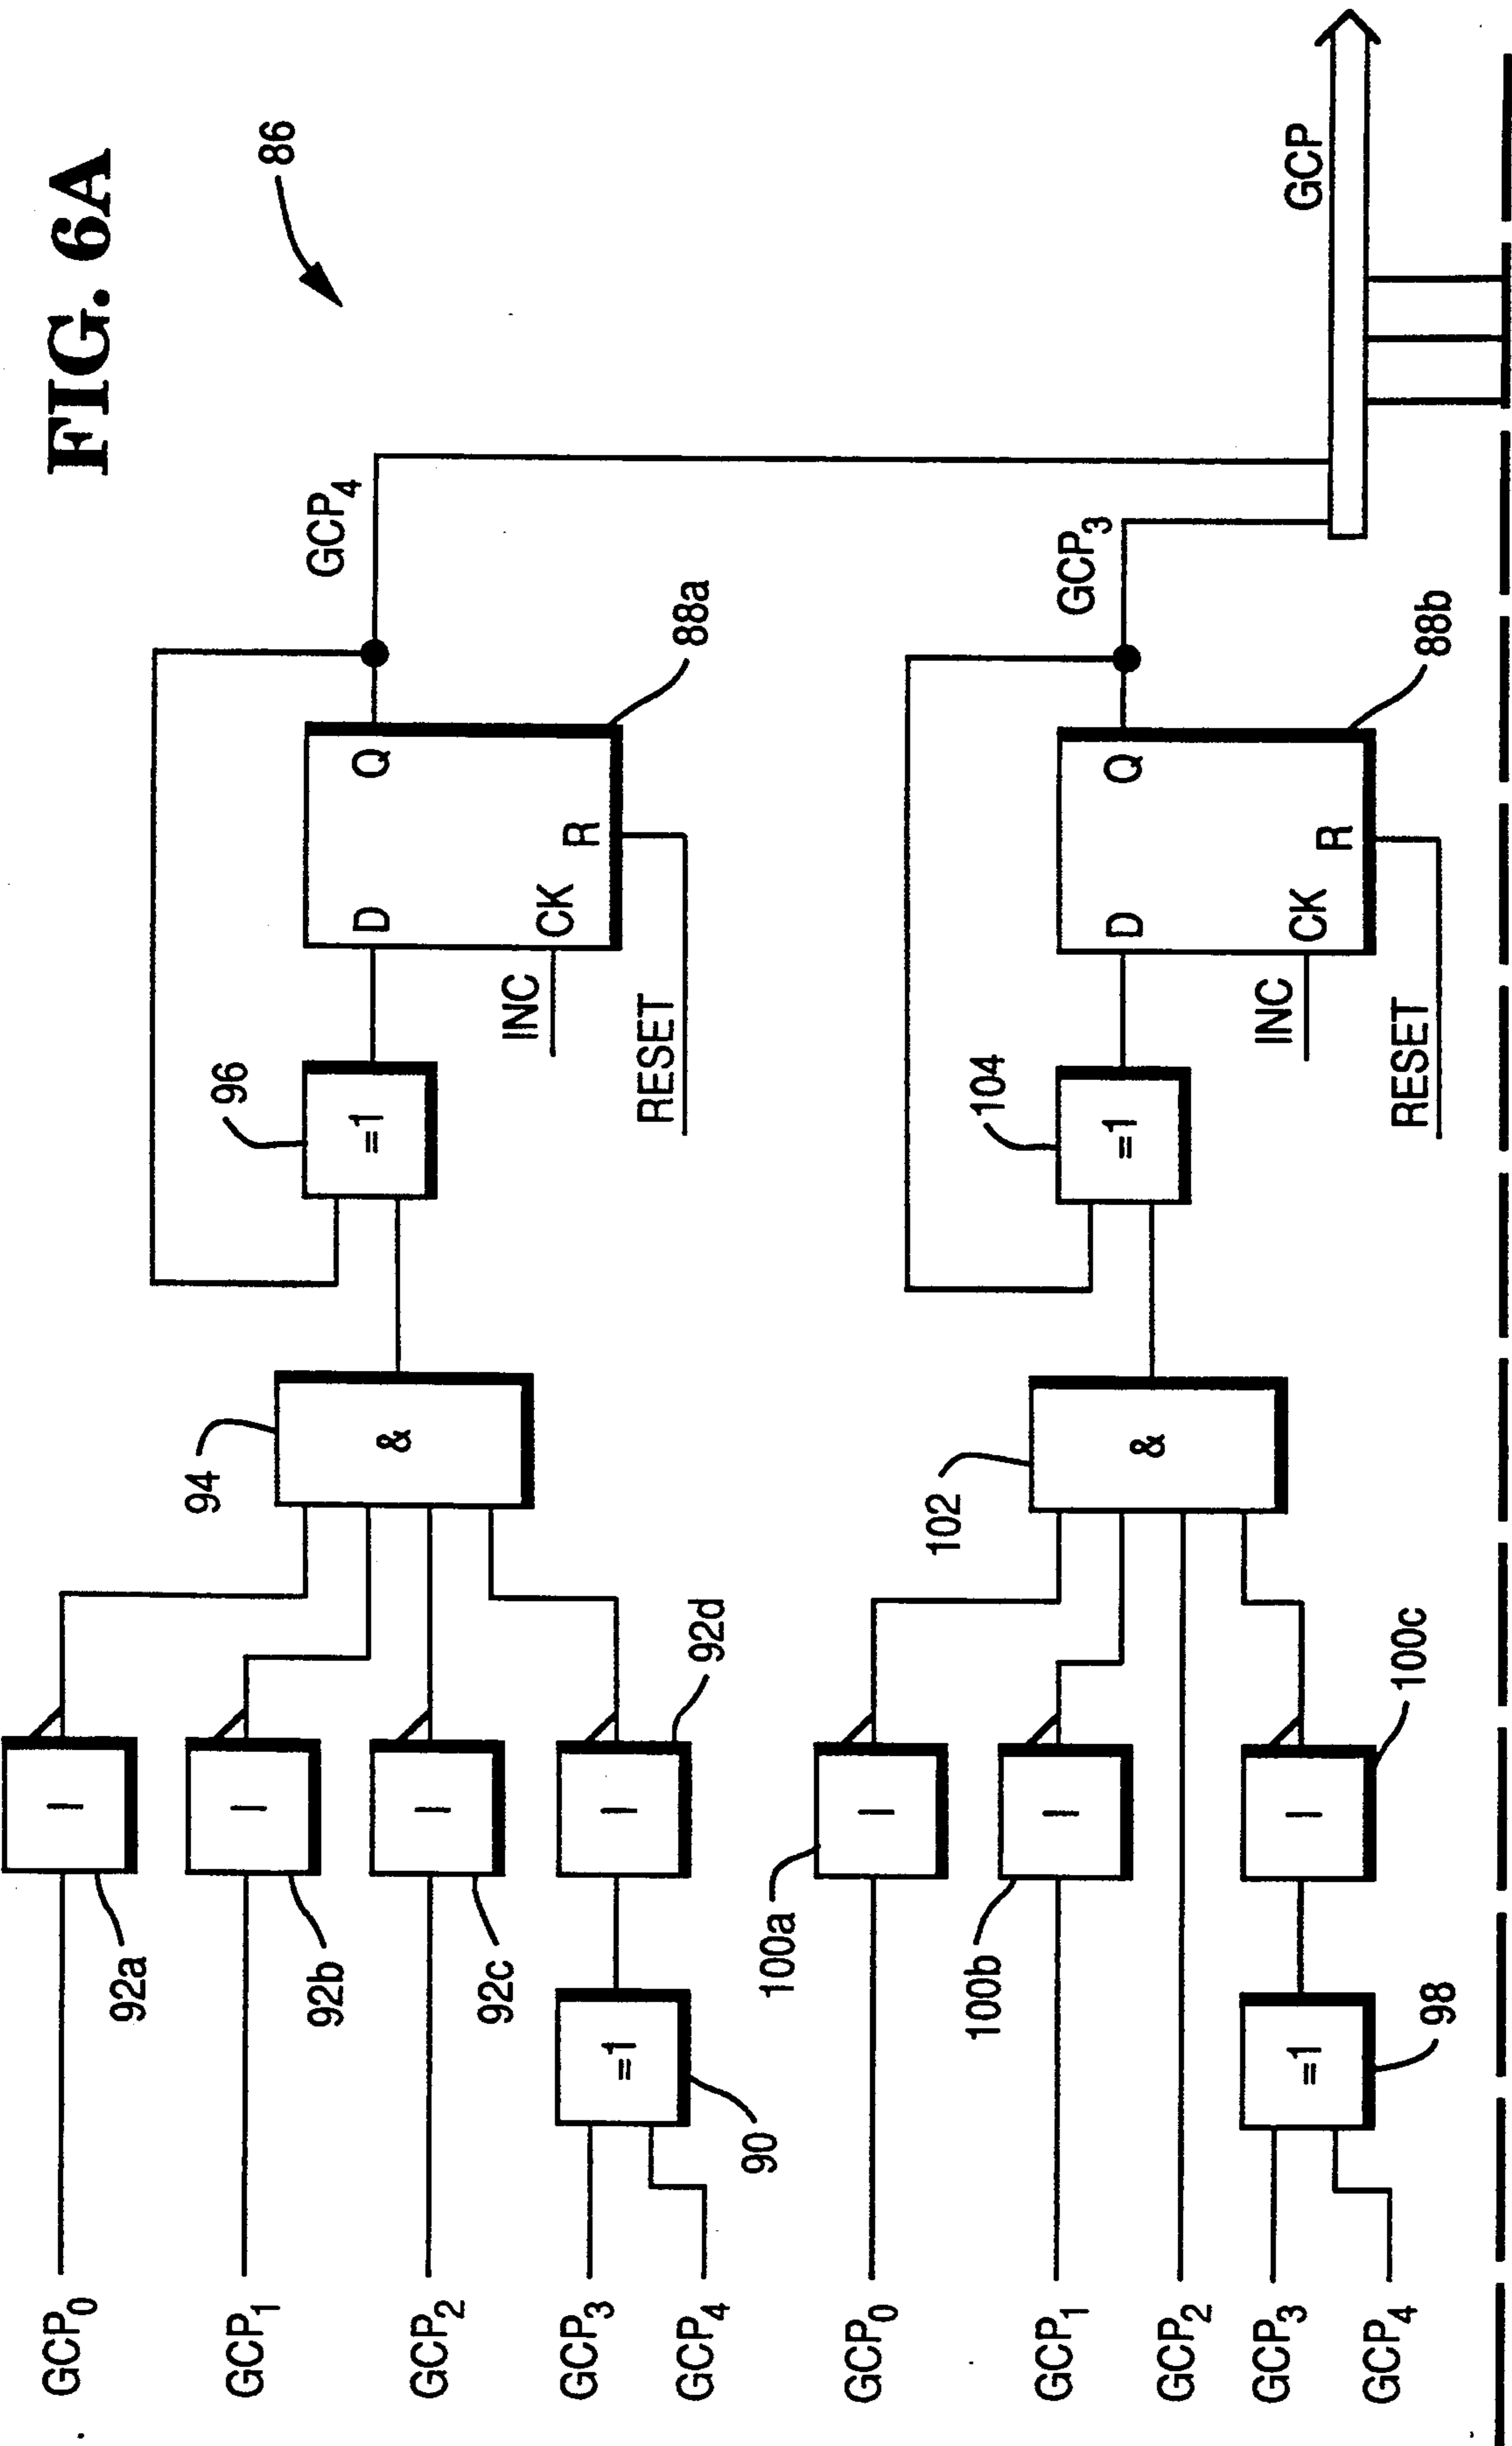 FIG. 6A
86
GCP0
92a
GCP1
92b
GCP2
92c
GCP3
GCP4
90
=1
92d
1
1
1
1
94
&
96
=1
D
Q
CK
R
INC
RESET
88a
GCP4
GCP0
100a
GCP1
100b
GCP2
GCP3
GCP4
98
=1
100c
1
1
1
102
&
104
=1
D
Q
CK
R
INC
RESET
88b
GCP3
GCP